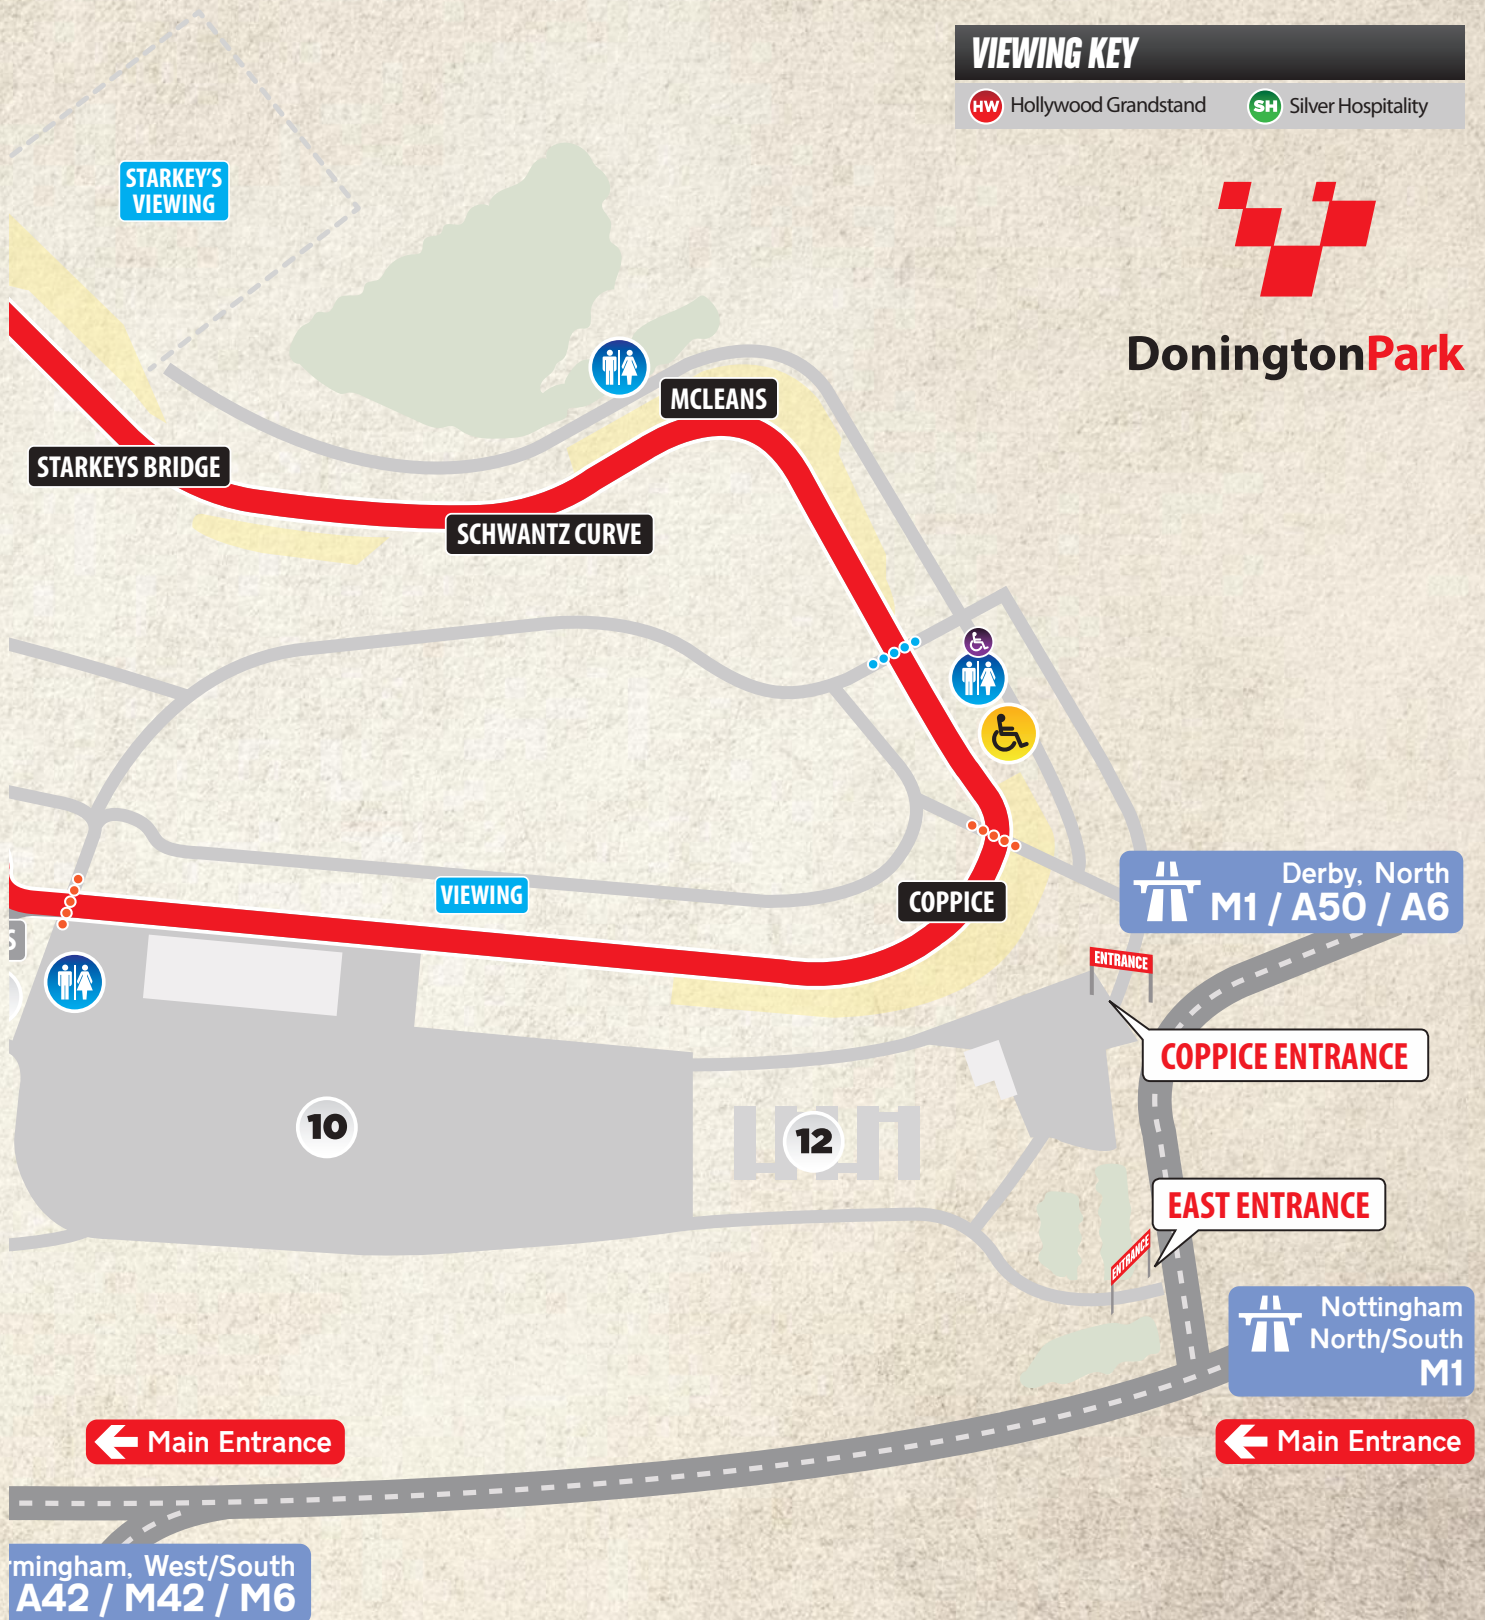 VIEWING KEY
HW Hollywood Grandstand
SH Silver Hospitality
STARKEY'S
VIEWING
DoningtonPark
MCLEANS
STARKEYS BRIDGE
SCHWANTZ CURVE
VIEWING
COPPICE
Derby, North
M1 / A50 / A6
S
ENTRANCE
COPPICE ENTRANCE
10
12
EAST ENTRANCE
ENTRANCE
Nottingham
North/South
M1
Main Entrance
Main Entrance
rmingham, West/South
A42 / M42 / M6